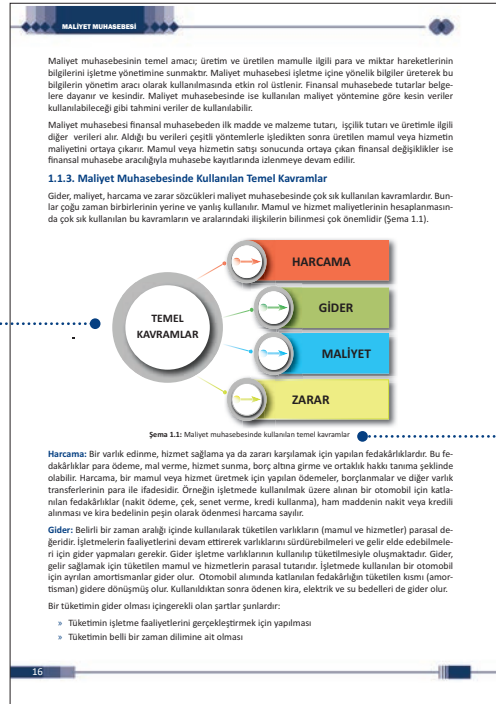 MALİYET MUHASEBESİ
Maliyet muhasebesinin temel amacı; üretim ve üretilen mamulle ilgili para ve miktar hareketlerinin
bilgilerini işletme yönetimine sunmaktır. Maliyet muhasebesi işletme içine yönelik bilgiler üreterek bu
bilgilerin yönetim aracı olarak kullanılmasında etkin rol üstlenir. Finansal muhasebede tutarlar belge-
lere dayanır ve kesindir. Maliyet muhasebesinde ise kullanılan maliyet yöntemine göre kesin veriler
kullanılabileceği gibi tahmini veriler de kullanılabilir.
Maliyet muhasebesi finansal muhasebeden ilk madde ve malzeme tutarı, işçilik tutarı ve üretimle ilgili
diğer verileri alır. Aldığı bu verileri çeşitli yöntemlerle işledikten sonra üretilen mamul veya hizmetin
maliyetini ortaya çıkarır. Mamul veya hizmetin satışı sonucunda ortaya çıkan finansal değişiklikler ise
finansal muhasebe aracılığıyla muhasebe kayıtlarında izlenmeye devam edilir.
1.1.3. Maliyet Muhasebesinde Kullanılan Temel Kavramlar
Gider, maliyet, harcama ve zarar sözcükleri maliyet muhasebesinde çok sık kullanılan kavramlardır. Bun-
lar çoğu zaman birbirlerinin yerine ve yanlış kullanılır. Mamul ve hizmet maliyetlerinin hesaplanmasın-
da çok sık kullanılan bu kavramların ve aralarındaki ilişkilerin bilinmesi çok önemlidir (Şema 1.1).
HARCAMA
GİDER
TEMEL
KAVRAMLAR
MALİYET
ZARAR
Şema 1.1: Maliyet muhasebesinde kullanılan temel kavramlar
Harcama: Bir varlık edinme, hizmet sağlama ya da zararı karşılamak için yapılan fedakârlıklardır. Bu fe-
dakârlıklar para ödeme, mal verme, hizmet sunma, borç altına girme ve ortaklık hakkı tanıma şeklinde
olabilir. Harcama, bir mamul veya hizmet üretmek için yapılan ödemeler, borçlanmalar ve diğer varlık
transferlerinin para ile ifadesidir. Örneğin işletmede kullanılmak üzere alınan bir otomobil için katla-
nılan fedakârlıklar (nakit ödeme, çek, senet verme, kredi kullanma), ham maddenin nakit veya kredili
alınması ve kira bedelinin peşin olarak ödenmesi harcama sayılır.
Gider: Belirli bir zaman aralığı içinde kullanılarak tüketilen varlıkların (mamul ve hizmetler) parasal de-
ğeridir. İşletmelerin faaliyetlerini devam ettirerek varlıklarını sürdürebilmeleri ve gelir elde edebilmele-
ri için gider yapmaları gerekir. Gider işletme varlıklarının kullanılıp tüketilmesiyle oluşmaktadır. Gider,
gelir sağlamak için tüketilen mamul ve hizmetlerin parasal tutarıdır. İşletmede kullanılan bir otomobil
için ayrılan amortismanlar gider olur. Otomobil alımında katlanılan fedakârlığın tüketilen kısmı (amor-
tisman) gidere dönüşmüş olur. Kullanıldıktan sonra ödenen kira, elektrik ve su bedelleri de gider olur.
Bir tüketimin gider olması içingerekli olan şartlar şunlardır:
» Tüketimin işletme faaliyetlerini gerçekleştirmek için yapılması
» Tüketimin belli bir zaman dilimine ait olması
16